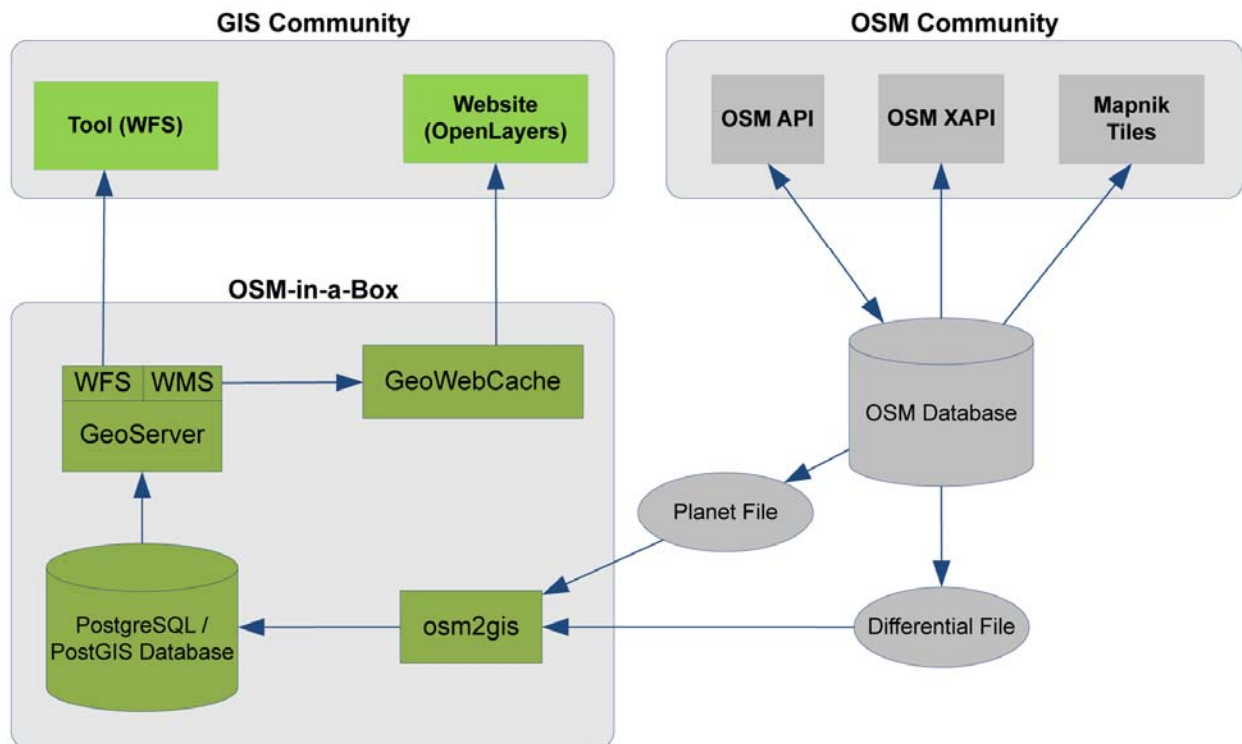 GIS Community
OSM Community
Tool (WFS)
Website
(OpenLayers)
OSM API
OSM XAPI
Mapnik
Tiles
OSM-in-a-Box
WFS
WMS
GeoServer
GeoWebCache
OSM Database
Planet File
PostgreSQL /
PostGIS Database
osm2gis
Differential File